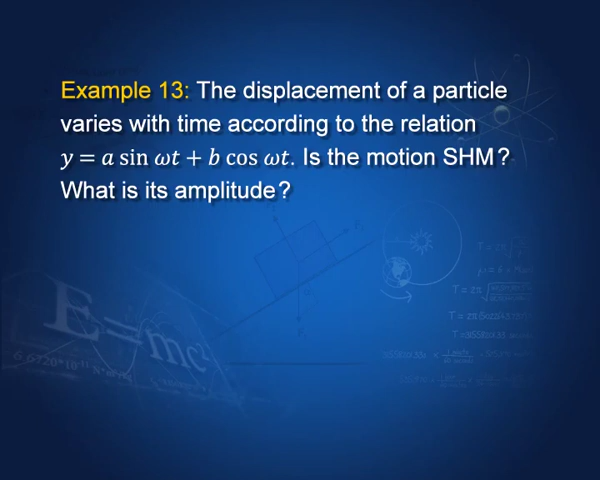 Example 13: The displacement of a particle
varies with time according to the relation
y = a sin ωt + b cos ωt. Is the motion SHM?
What is its amplitude?
E=mc²